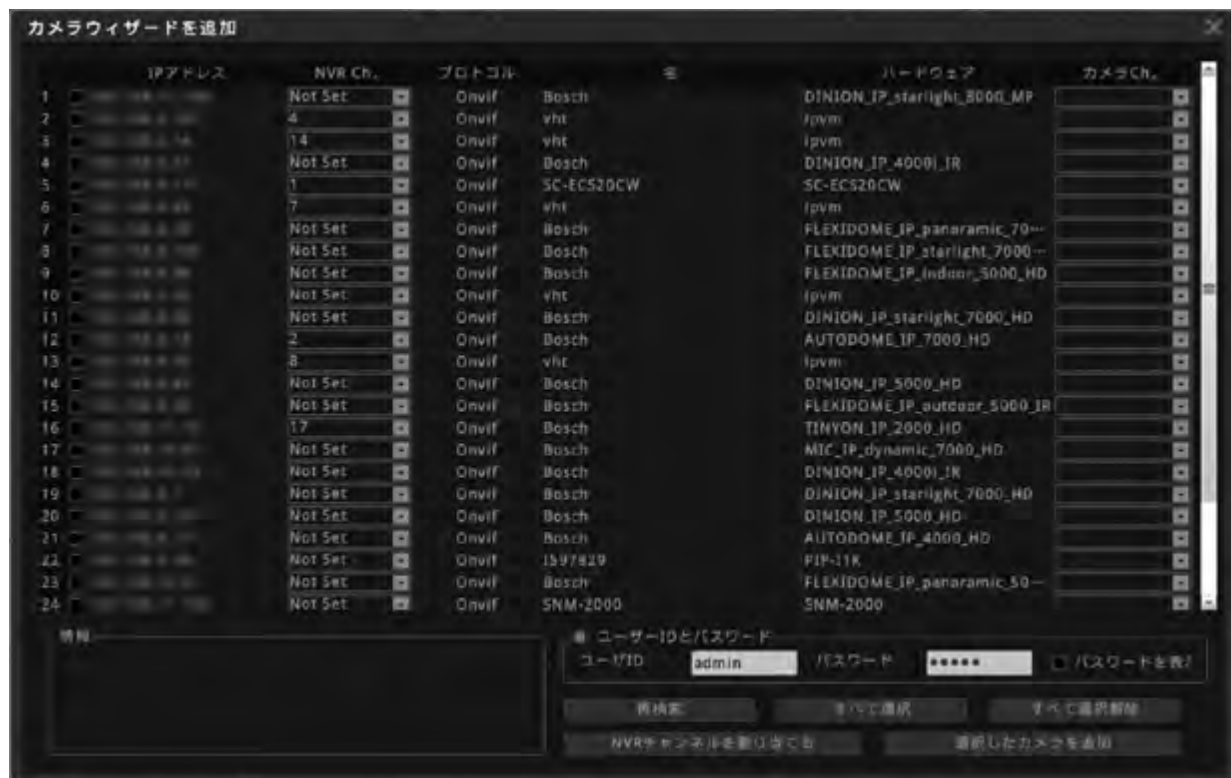 カメラウィザードを追加
IPアドレス NVR Ch. プロトコル 名 ハードウェア カメラCh.
1 Not Set Onvif Bosch DINION_IP_starlight_8000_MP
2 4 Onvif vht ipvm
3 14 Onvif vht ipvm
4 Not Set Onvif Bosch DINION_IP_4000i_IR
5 1 Onvif SC-ECS20CW SC-ECS20CW
6 7 Onvif vht ipvm
7 Not Set Onvif Bosch FLEXIDOME_IP_panoramic_70…
8 Not Set Onvif Bosch FLEXIDOME_IP_starlight_7000…
9 Not Set Onvif Bosch FLEXIDOME_IP_indoor_5000_HD
10 Not Set Onvif vht ipvm
11 Not Set Onvif Bosch DINION_IP_starlight_7000_HD
12 2 Onvif Bosch AUTODOME_IP_7000_HD
13 8 Onvif vht ipvm
14 Not Set Onvif Bosch DINION_IP_5000_HD
15 Not Set Onvif Bosch FLEXIDOME_IP_outdoor_5000_IR
16 17 Onvif Bosch TINYON_IP_2000_HD
17 Not Set Onvif Bosch MIC_IP_dynamic_7000_HD
18 Not Set Onvif Bosch DINION_IP_4000i_IR
19 Not Set Onvif Bosch DINION_IP_starlight_7000_HD
20 Not Set Onvif Bosch DINION_IP_5000_HD
21 Not Set Onvif Bosch AUTODOME_IP_4000_HD
22 Not Set Onvif Onvif
23 Not Set Onvif Bosch FLEXIDOME_IP_panoramic_50…
24 Not Set Onvif SNM-2000 SNM-2000
情報
ユーザーIDとパスワード
ユーザID admin パスワード ●●●●● パスワードを表
再検索 すべて選択 すべて選択解除
NVRチャンネルを割り当てる 選択したカメラを追加